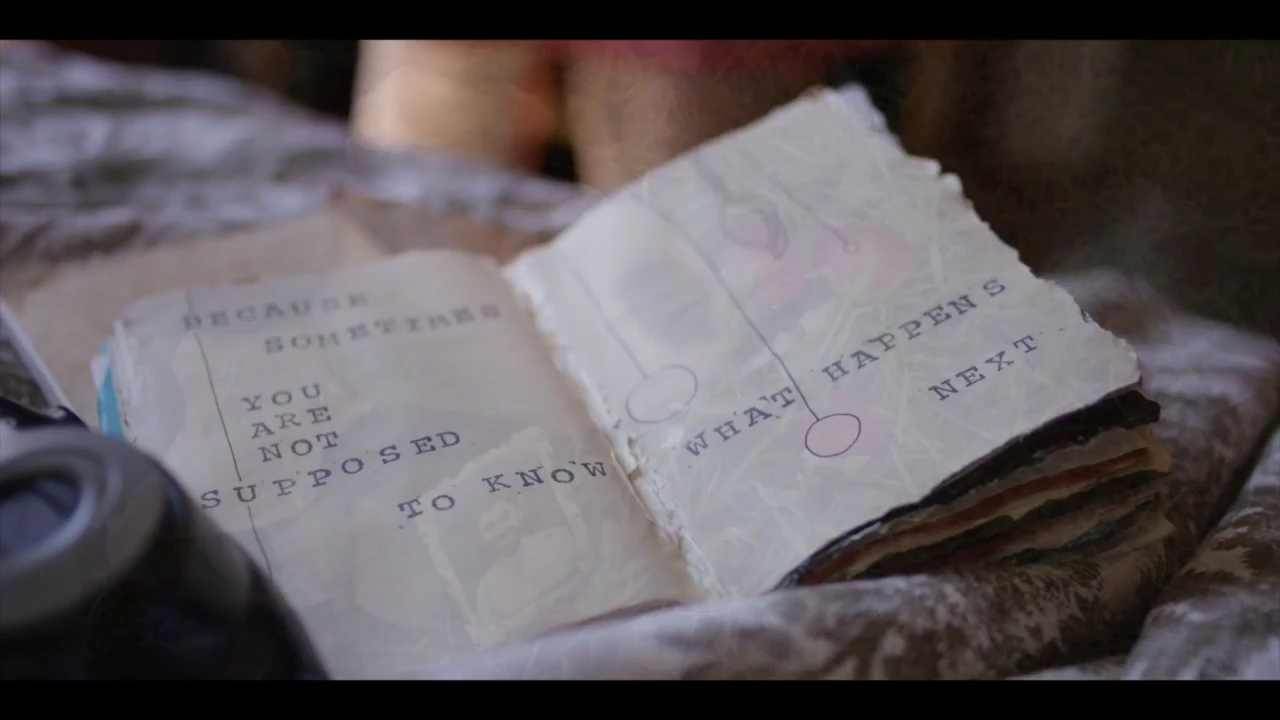 BECAUSE
SOMETIMES
YOU
ARE
NOT
SUPPOSED
TO KNOW
WHAT HAPPENS
NEXT